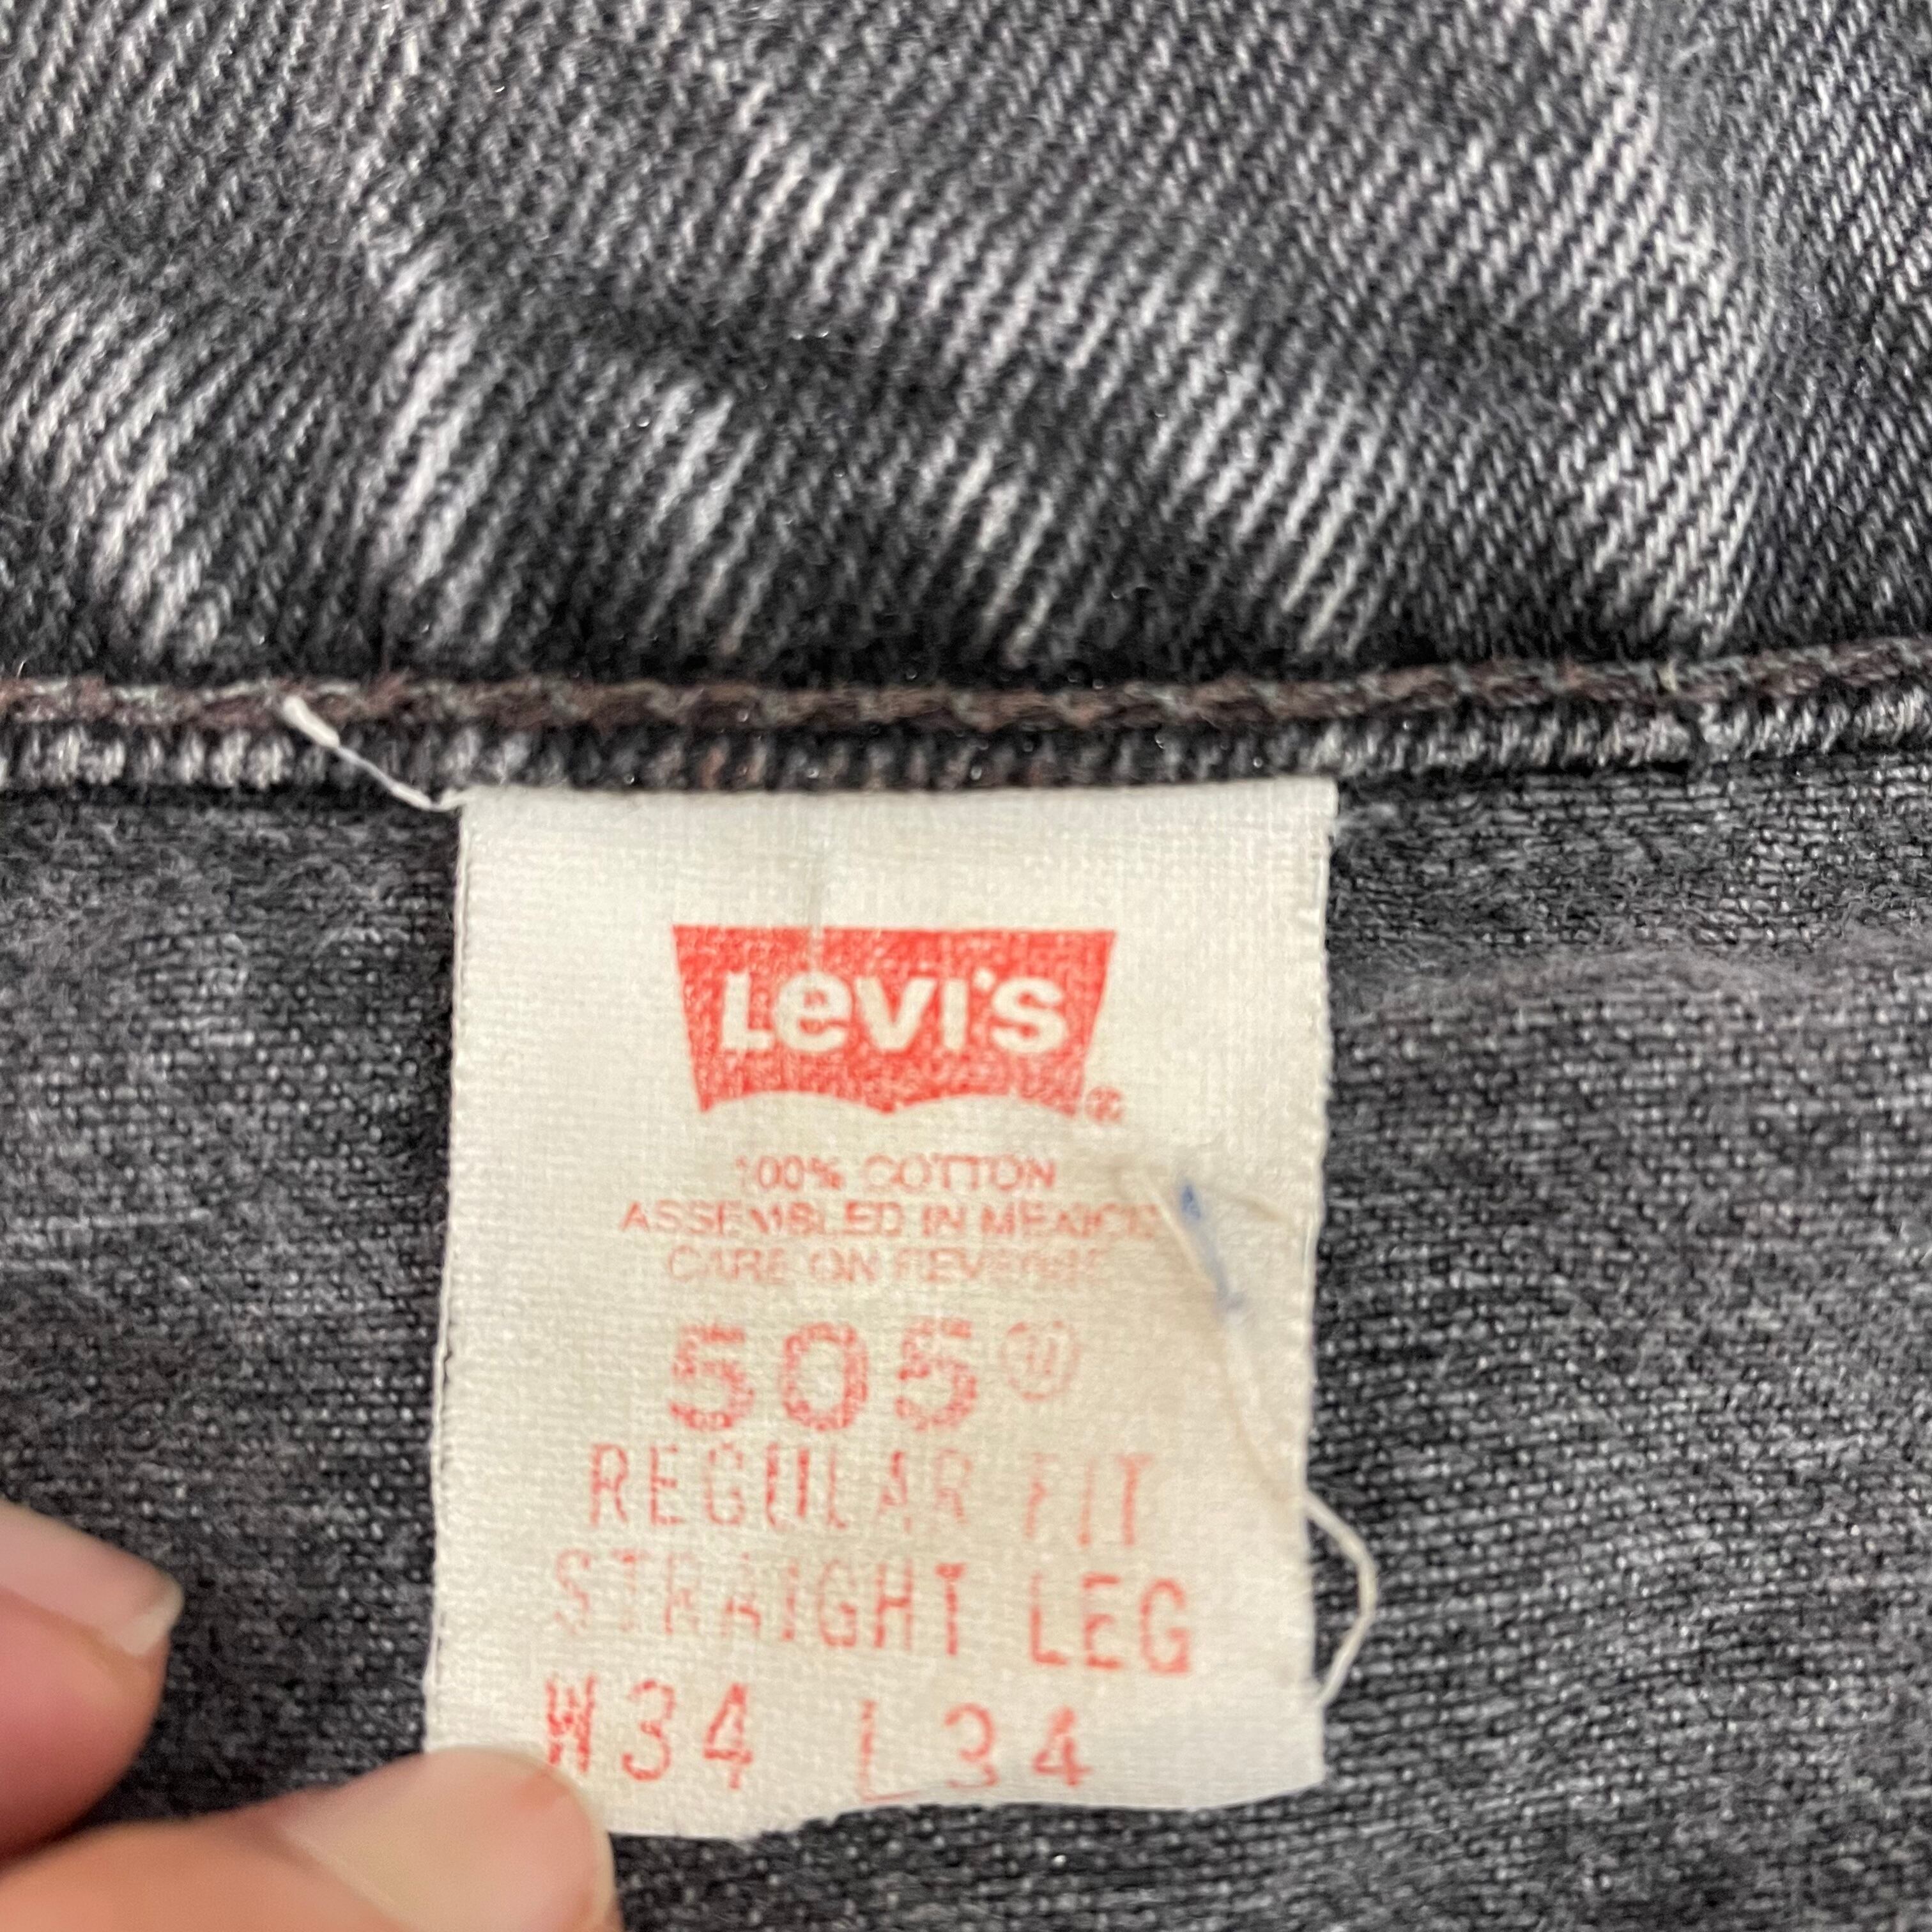 Levi's ®
100% COTTON
ASSEMBLED IN MEXICO
CARE ON REVERSE
505®
REGULAR FIT
STRAIGHT LEG
W34 L34